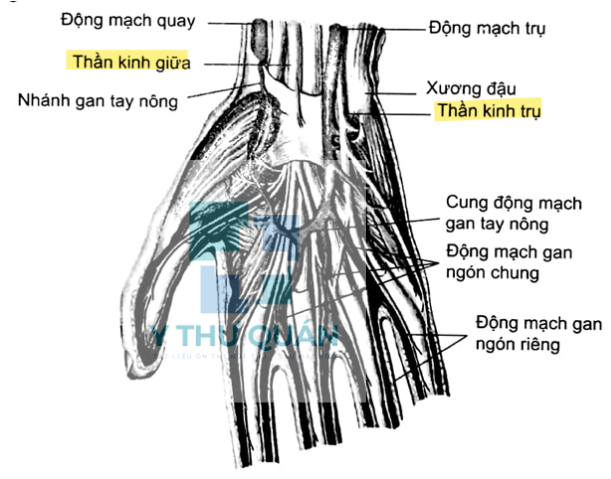 Động mạch quay
Động mạch trụ
Thần kinh giữa
Nhánh gan tay nông
Xương đậu
Thần kinh trụ
Cung động mạch
gan tay nông
Động mạch gan
ngón chung
Động mạch gan
ngón riêng
Y THƯ QUÁN